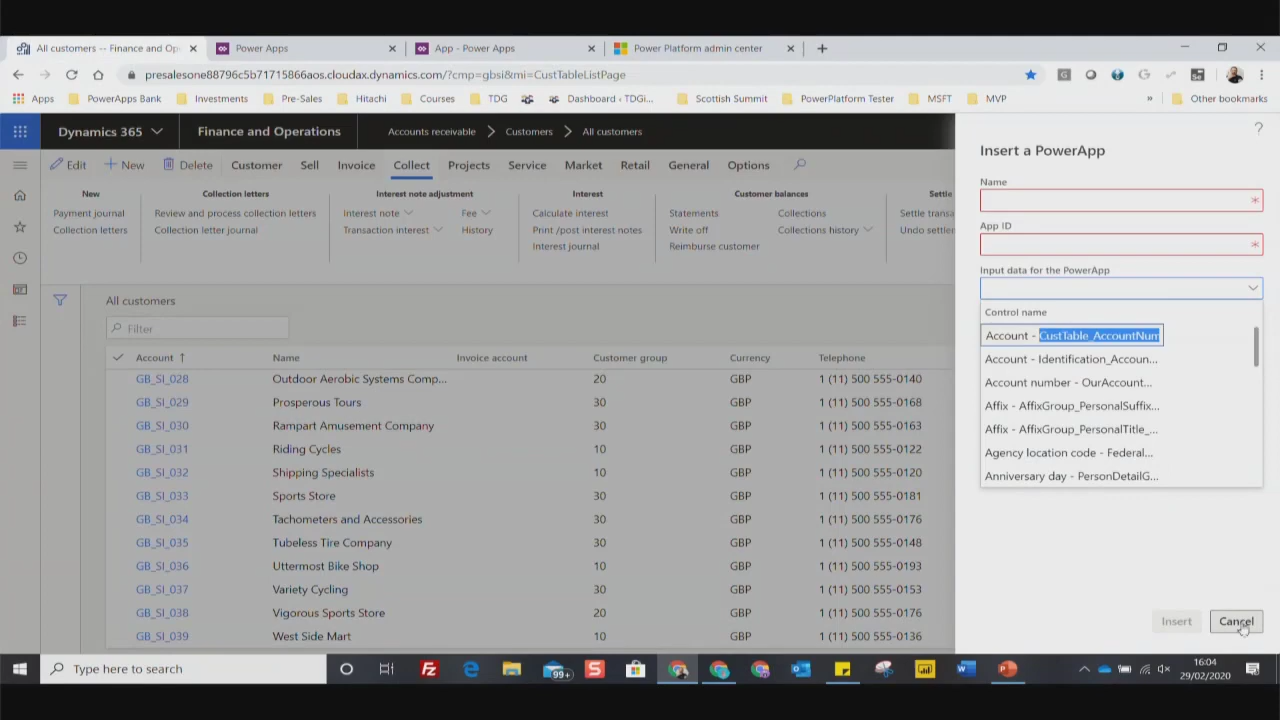 All customers -- Finance and Op
Power Apps
App - Power Apps
Power Platform admin center
presalesone88796c5b71715866aos.cloudax.dynamics.com/?cmp=gbsi&mi=CustTableListPage
Apps
PowerApps Bank
Investments
Pre-Sales
Hitachi
Courses
TDG
Dashboard ‹ TDGi...
Scottish Summit
PowerPlatform Tester
MSFT
MVP
»
Other bookmarks
Dynamics 365
Finance and Operations
Accounts receivable
Customers
All customers
?
Edit
New
Delete
Customer
Sell
Invoice
Collect
Projects
Service
Market
Retail
General
Options
New
Payment journal
Collection letters
Collection letters
Review and process collection letters
Collection letter journal
Interest note adjustment
Interest note
Fee
Transaction interest
History
Interest
Calculate interest
Print /post interest notes
Interest journal
Customer balances
Statements
Collections
Write off
Collections history
Reimburse customer
Settle
Settle transa
Undo settlen
All customers
Filter
Account ↑ Name Invoice account Customer group Currency Telephone
GB_SI_028 Outdoor Aerobic Systems Comp... 20 GBP 1 (11) 500 555-0140
GB_SI_029 Prosperous Tours 30 GBP 1 (11) 500 555-0168
GB_SI_030 Rampart Amusement Company 30 GBP 1 (11) 500 555-0163
GB_SI_031 Riding Cycles 10 GBP 1 (11) 500 555-0122
GB_SI_032 Shipping Specialists 10 GBP 1 (11) 500 555-0120
GB_SI_033 Sports Store 30 GBP 1 (11) 500 555-0181
GB_SI_034 Tachometers and Accessories 30 GBP 1 (11) 500 555-0176
GB_SI_035 Tubeless Tire Company 30 GBP 1 (11) 500 555-0148
GB_SI_036 Uttermost Bike Shop 10 GBP 1 (11) 500 555-0193
GB_SI_037 Variety Cycling 30 GBP 1 (11) 500 555-0153
GB_SI_038 Vigorous Sports Store 20 GBP 1 (11) 500 555-0176
GB_SI_039 West Side Mart 10 GBP 1 (11) 500 555-0136
Insert a PowerApp
Name
*
App ID
*
Input data for the PowerApp
Control name
Account - CustTable_AccountNum
Account - Identification_Accoun...
Account number - OurAccount...
Affix - AffixGroup_PersonalSuffix...
Affix - AffixGroup_PersonalTitle_...
Agency location code - Federal...
Anniversary day - PersonDetailG...
Insert
Cancel
Type here to search
99+
16:04
29/02/2020